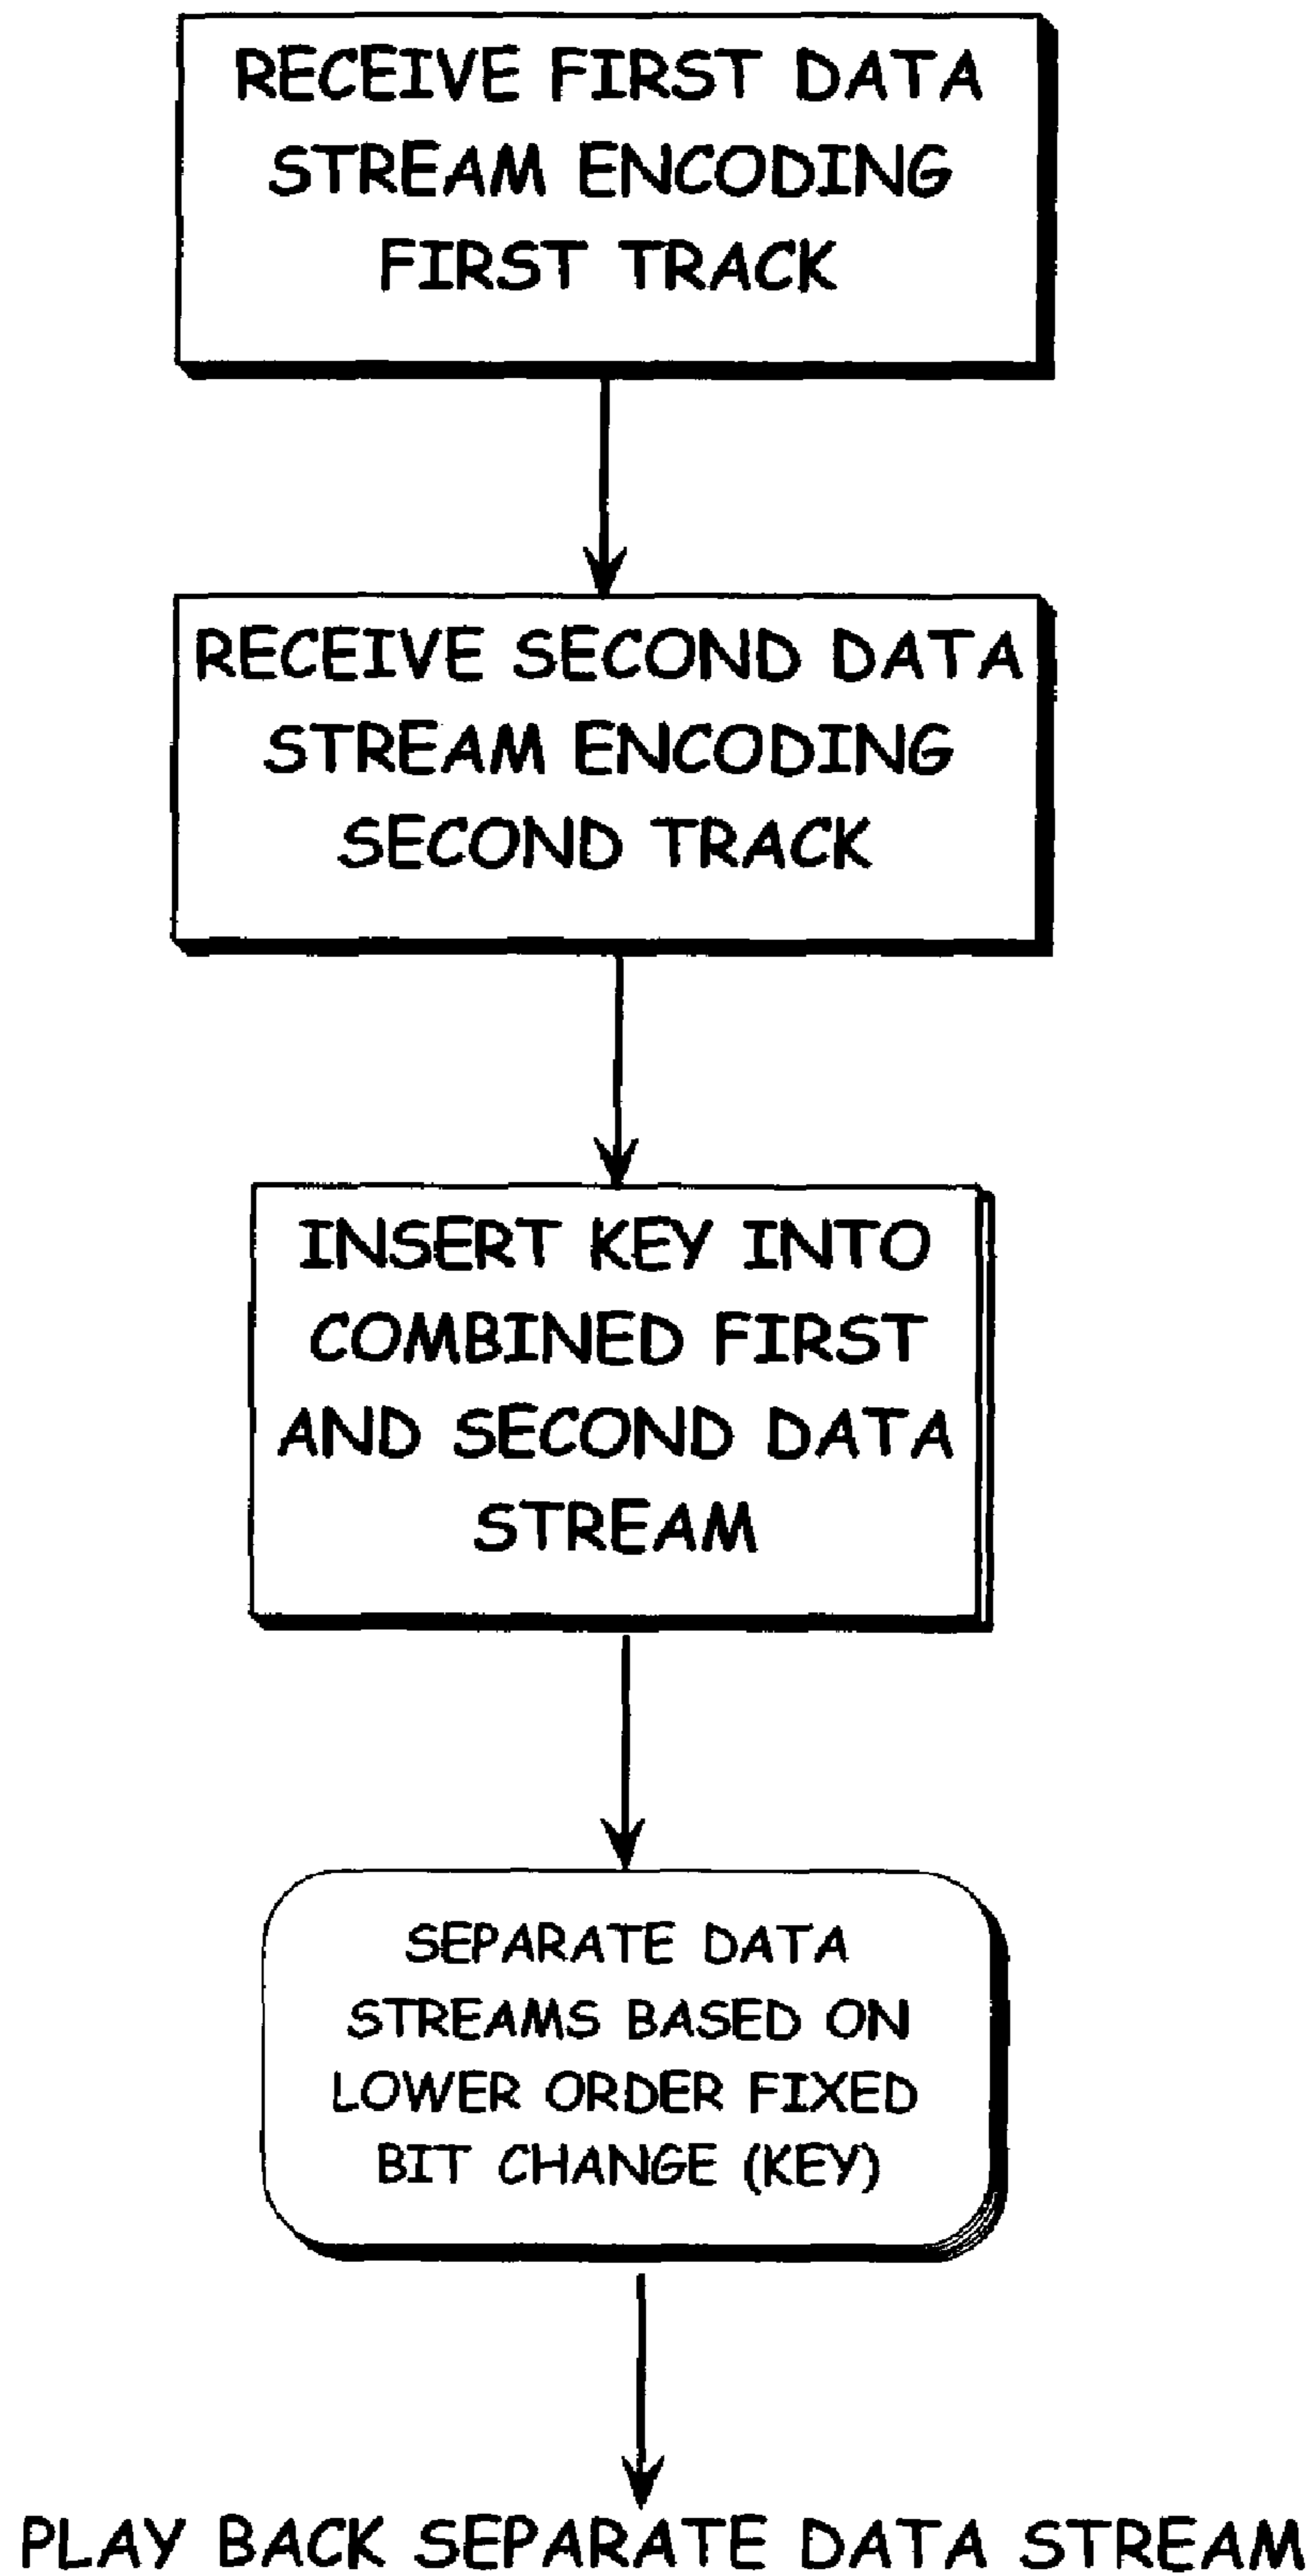 RECEIVE FIRST DATA
STREAM ENCODING
FIRST TRACK
RECEIVE SECOND DATA
STREAM ENCODING
SECOND TRACK
INSERT KEY INTO
COMBINED FIRST
AND SECOND DATA
STREAM
SEPARATE DATA
STREAMS BASED ON
LOWER ORDER FIXED
BIT CHANGE (KEY)
PLAY BACK SEPARATE DATA STREAM